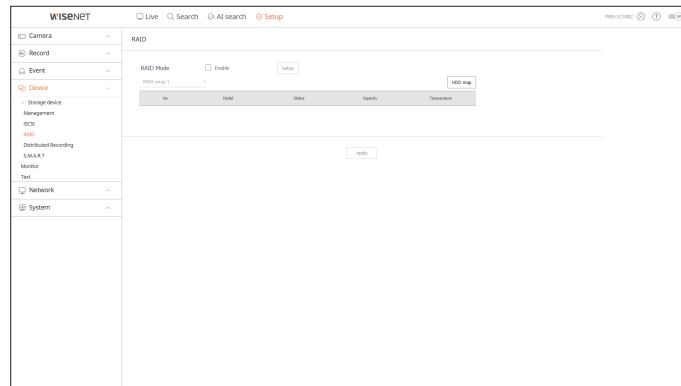 WISENET
Live Search AI search Setup
Camera
Record
Event
Device
Storage device
Management
iSCSI
RAID
Distributed Recording
S.M.A.R.T
Monitor
Text
Network
System
RAID
RAID Mode Enable Setup
RAID array 1
HDD map
No. Model Status Capacity Temperature
Apply